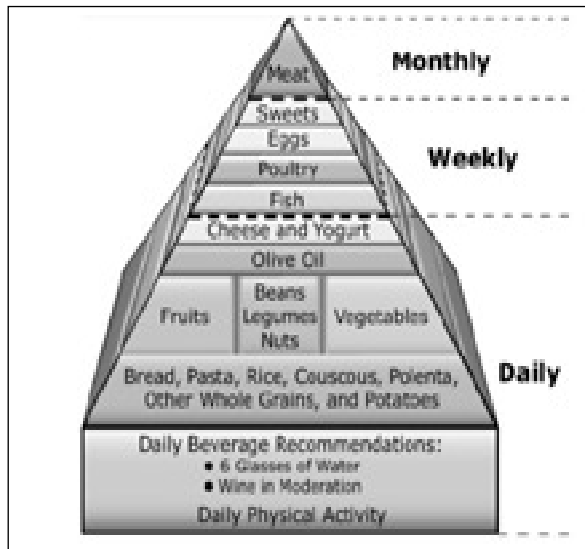 Meat
Monthly
Sweets
Eggs
Poultry
Fish
Weekly
Cheese and Yogurt
Olive Oil
Fruits
Beans
Legumes
Nuts
Vegetables
Bread, Pasta, Rice, Couscous, Polenta,
Other Whole Grains, and Potatoes
Daily
Daily Beverage Recommendations:
• 6 Glasses of Water
• Wine in Moderation
Daily Physical Activity